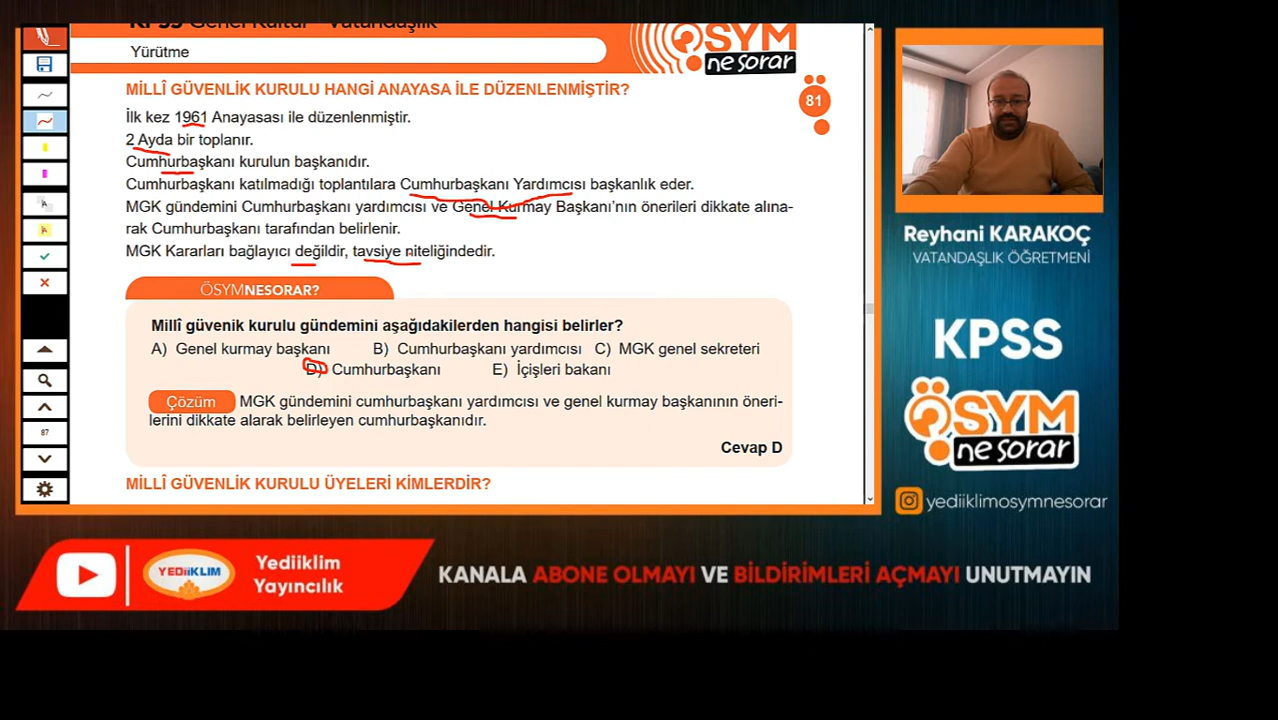 KPSS Genel Kültür - Vatandaşlık
Yürütme
ÖSYM
ne sorar
MİLLÎ GÜVENLİK KURULU HANGİ ANAYASA İLE DÜZENLENMİŞTİR?
81
İlk kez 1961 Anayasası ile düzenlenmiştir.
2 Ayda bir toplanır.
Cumhurbaşkanı kurulun başkanıdır.
Cumhurbaşkanı katılmadığı toplantılara Cumhurbaşkanı Yardımcısı başkanlık eder.
MGK gündemini Cumhurbaşkanı yardımcısı ve Genel Kurmay Başkanı'nın önerileri dikkate alına-
rak Cumhurbaşkanı tarafından belirlenir.
MGK Kararları bağlayıcı değildir, tavsiye niteliğindedir.
ÖSYMNESORAR?
Millî güvenik kurulu gündemini aşağıdakilerden hangisi belirler?
A) Genel kurmay başkanı B) Cumhurbaşkanı yardımcısı C) MGK genel sekreteri
D) Cumhurbaşkanı E) İçişleri bakanı
Çözüm MGK gündemini cumhurbaşkanı yardımcısı ve genel kurmay başkanının öneri-
lerini dikkate alarak belirleyen cumhurbaşkanıdır.
Cevap D
MİLLÎ GÜVENLİK KURULU ÜYELERİ KİMLERDİR?
87
Reyhani KARAKOÇ
VATANDAŞLIK ÖĞRETMENİ
KPSS
ÖSYM
ne sorar
yediiklimosymnesorar
YEDiiKLIM
Yediiklim
Yayıncılık
KANALA ABONE OLMAYI VE BİLDİRİMLERİ AÇMAYI UNUTMAYIN